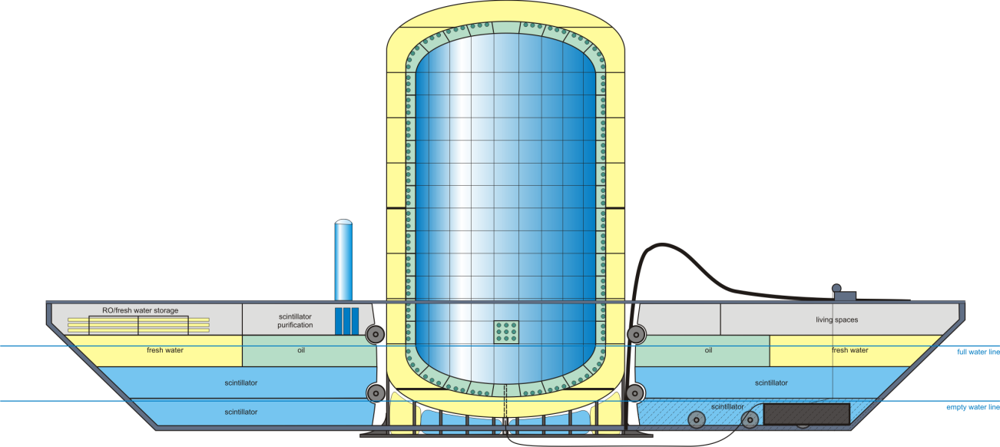 RO/fresh water storage
scintillator
purification
living spaces
fresh water
oil
oil
fresh water
full water line
scintillator
scintillator
scintillator
scintillator
empty water line